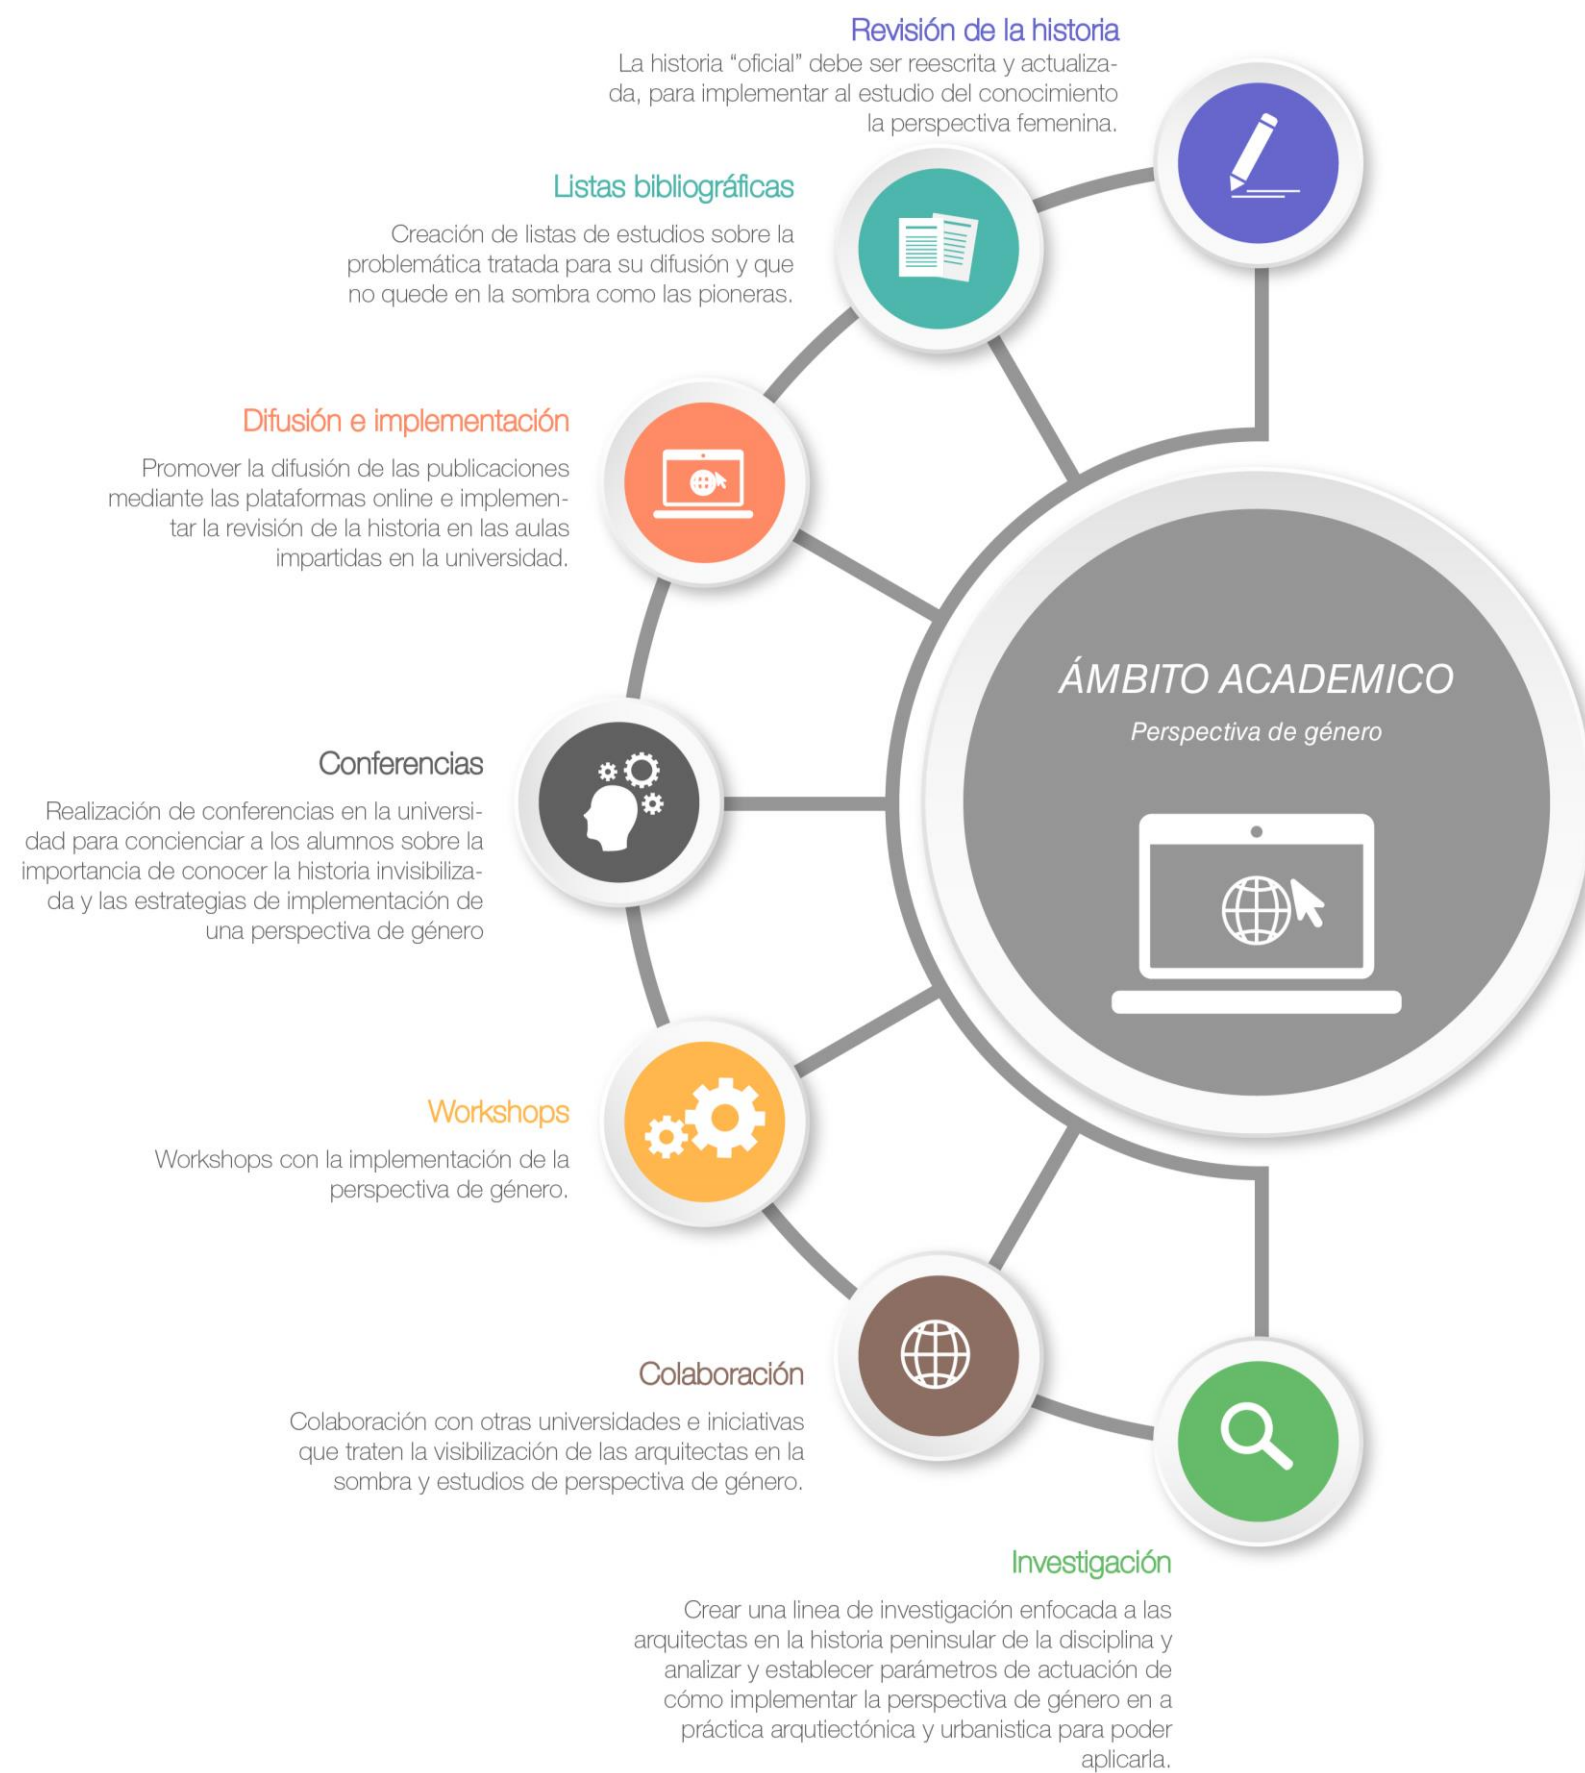 Revisión de la historia
La historia “oficial” debe ser reescrita y actualiza-
da, para implementar al estudio del conocimiento
la perspectiva femenina.
Listas bibliográficas
Creación de listas de estudios sobre la
problemática tratada para su difusión y que
no quede en la sombra como las pioneras.
Difusión e implementación
Promover la difusión de las publicaciones
mediante las plataformas online e implemen-
tar la revisión de la historia en las aulas
impartidas en la universidad.
ÁMBITO ACADEMICO
Perspectiva de género
Conferencias
Realización de conferencias en la universi-
dad para concienciar a los alumnos sobre la
importancia de conocer la historia invisibiliza-
da y las estrategias de implementación de
una perspectiva de género
Workshops
Workshops con la implementación de la
perspectiva de género.
Colaboración
Colaboración con otras universidades e iniciativas
que traten la visibilización de las arquitectas en la
sombra y estudios de perspectiva de género.
Investigación
Crear una linea de investigación enfocada a las
arquitectas en la historia peninsular de la disciplina y
analizar y establecer parámetros de actuación de
cómo implementar la perspectiva de género en a
práctica arqutiectónica y urbanistica para poder
aplicarla.